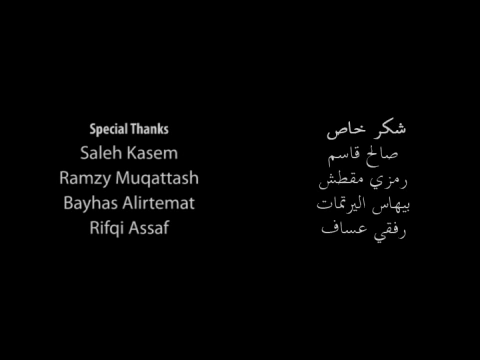 Special Thanks
Saleh Kasem
Ramzy Muqattash
Bayhas Alirtemat
Rifqi Assaf
شكر خاص
صالح قاسم
رمزي مقطش
بيهاس اليرتمات
رفقي عساف